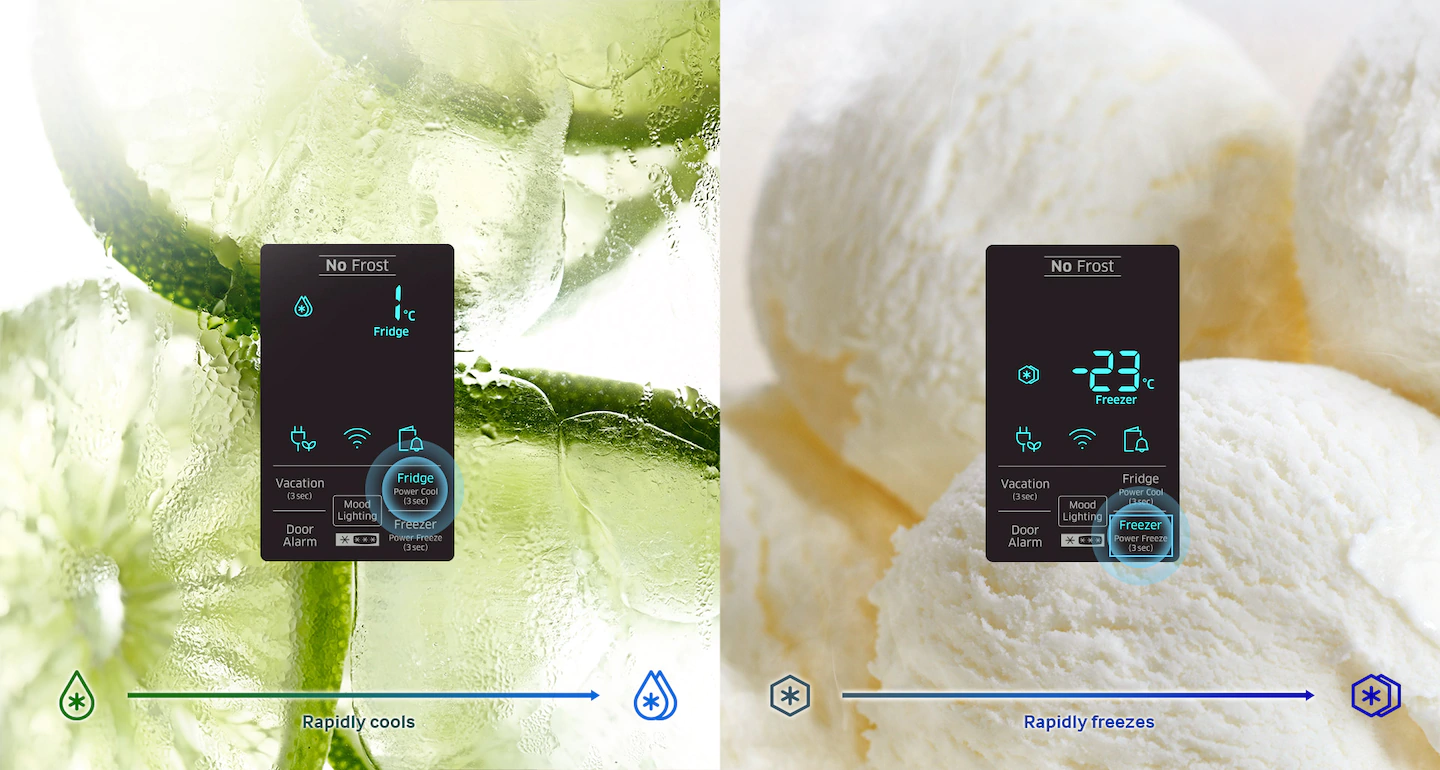 No Frost
1°C
Fridge
Vacation
(3 sec)
Door
Alarm
Mood
Lighting
Fridge
Power Cool
(3 sec)
Freezer
Power Freeze
(3 sec)
Rapidly cools
No Frost
-23°C
Freezer
Vacation
(3 sec)
Door
Alarm
Mood
Lighting
Fridge
Power Cool
(3 sec)
Freezer
Power Freeze
(3 sec)
Rapidly freezes